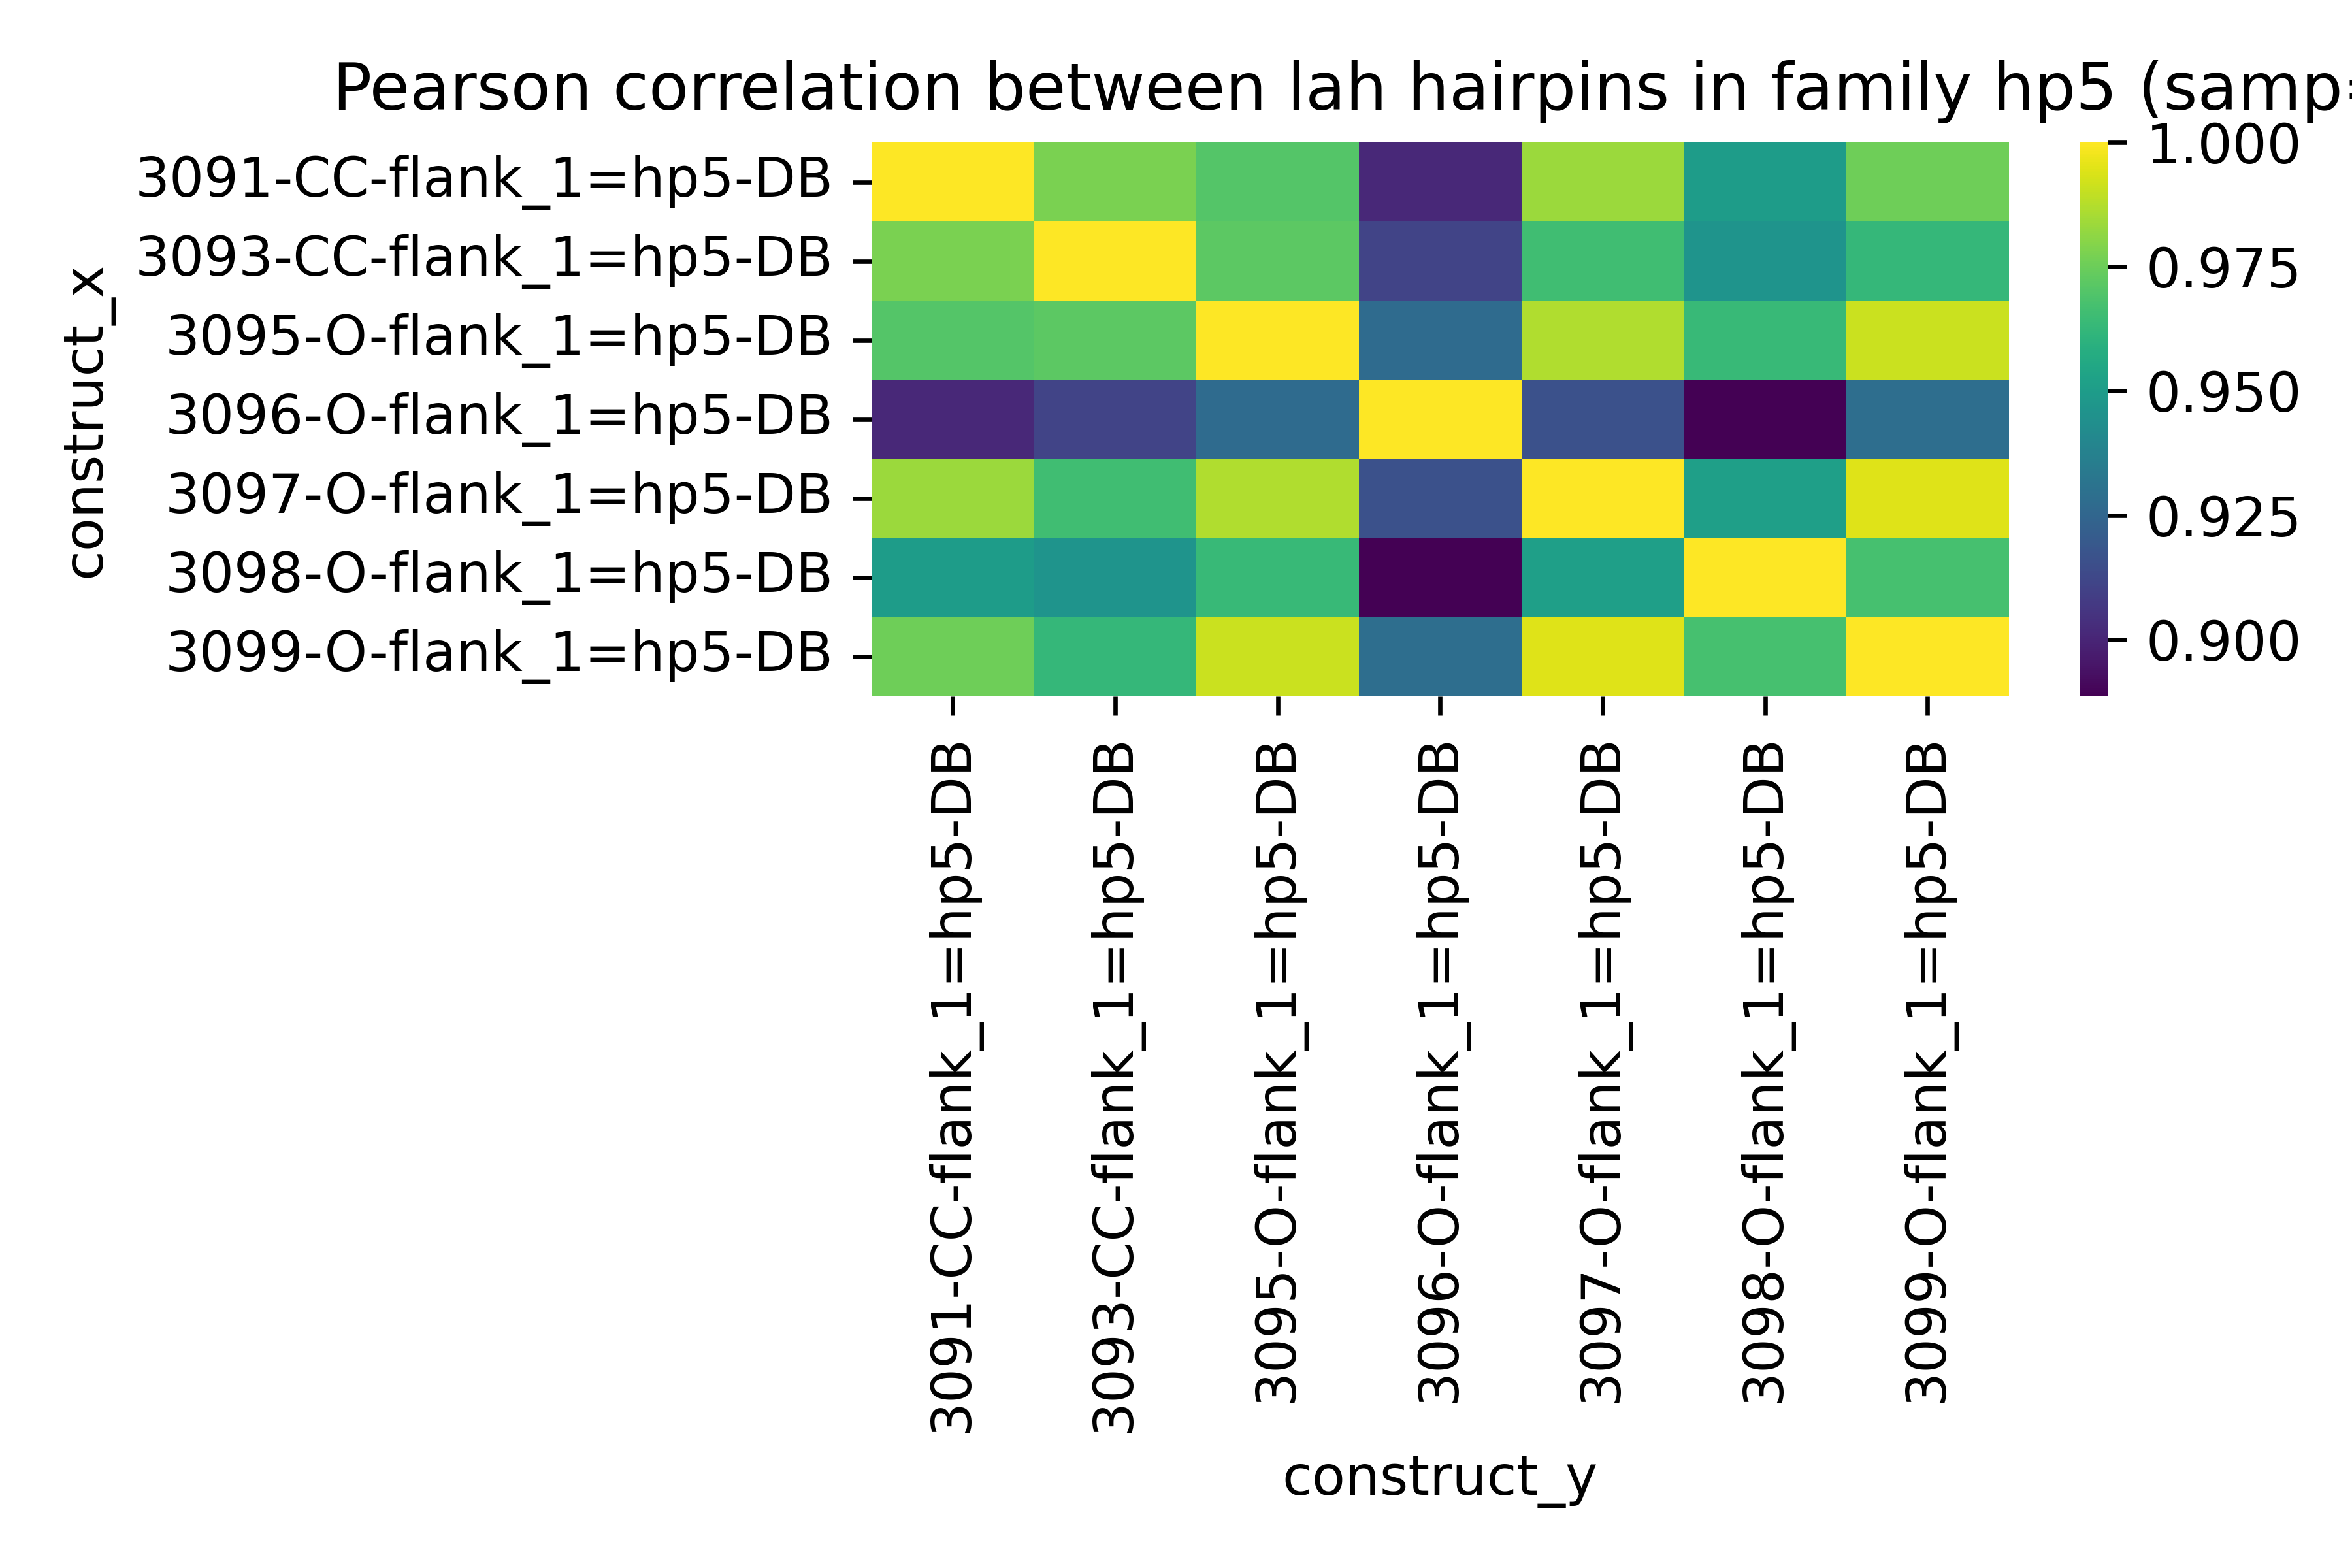 Pearson correlation between lah hairpins in family hp5 (samp=
construct_x
3091-CC-flank_1=hp5-DB
3093-CC-flank_1=hp5-DB
3095-O-flank_1=hp5-DB
3096-O-flank_1=hp5-DB
3097-O-flank_1=hp5-DB
3098-O-flank_1=hp5-DB
3099-O-flank_1=hp5-DB
1.000
0.975
0.950
0.925
0.900
3091-CC-flank_1=hp5-DB
3093-CC-flank_1=hp5-DB
3095-O-flank_1=hp5-DB
3096-O-flank_1=hp5-DB
3097-O-flank_1=hp5-DB
3098-O-flank_1=hp5-DB
3099-O-flank_1=hp5-DB
construct_y